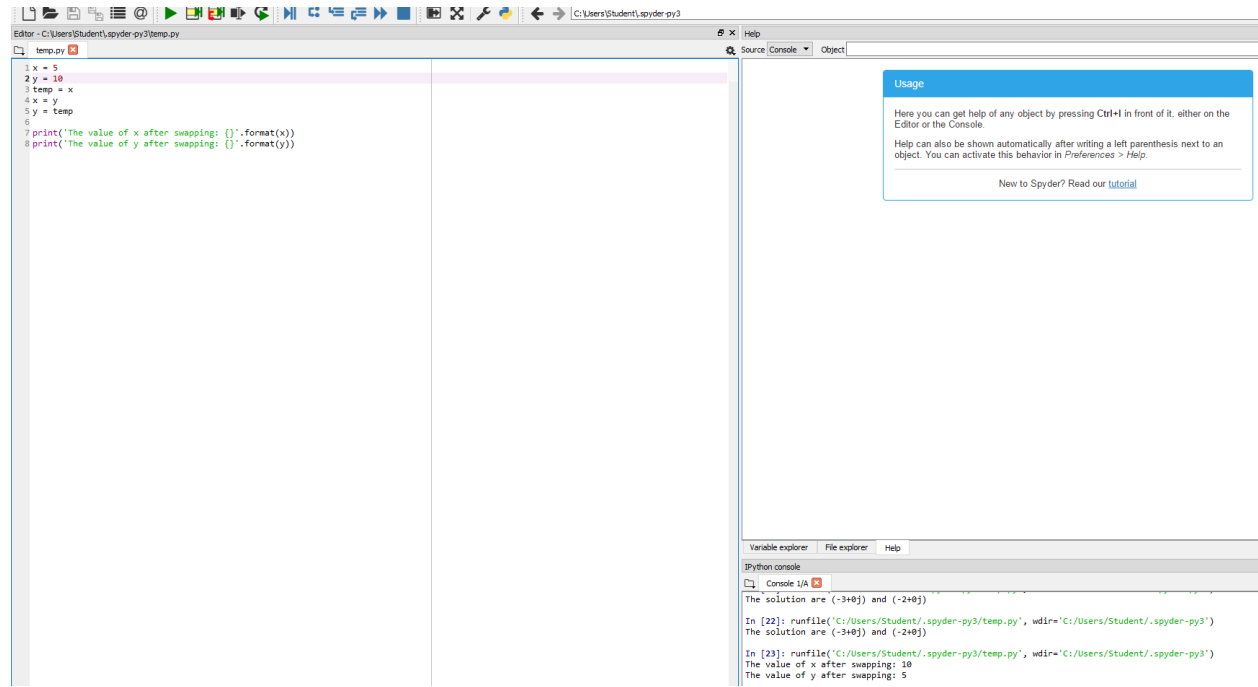 C:\Users\Student\.spyder-py3
Editor - C:\Users\Student\.spyder-py3\temp.py
temp.py
1 x = 5
2 y = 10
3 temp = x
4 x = y
5 y = temp
6
7 print('The value of x after swapping: {}'.format(x))
8 print('The value of y after swapping: {}'.format(y))
Help
Source Console Object
Usage
Here you can get help of any object by pressing Ctrl+I in front of it, either on the
Editor or the Console.
Help can also be shown automatically after writing a left parenthesis next to an
object. You can activate this behavior in Preferences > Help.
New to Spyder? Read our tutorial
Variable explorer File explorer Help
IPython console
Console 1/A
The solution are (-3+0j) and (-2+0j)
In [22]: runfile('C:/Users/Student/.spyder-py3/temp.py', wdir='C:/Users/Student/.spyder-py3')
The solution are (-3+0j) and (-2+0j)
In [23]: runfile('C:/Users/Student/.spyder-py3/temp.py', wdir='C:/Users/Student/.spyder-py3')
The value of x after swapping: 10
The value of y after swapping: 5